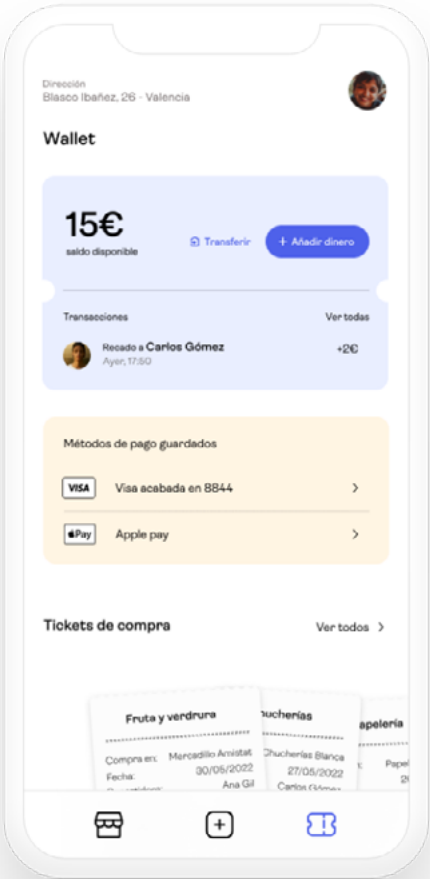 Dirección
Blasco Ibañez, 26 - Valencia
Wallet
15€
saldo disponible
Transferir
+ Añadir dinero
Transacciones
Ver todas
Recado a Carlos Gómez
+2€
Ayer, 17:50
Métodos de pago guardados
VISA
Visa acabada en 8844
Pay
Apple pay
Tickets de compra
Ver todos
Fruta y verdrura
Compra en: Mercadillo Amistat
Fecha: 30/05/2022
Ana Gil
hucherías
Chucherías Blanca
27/05/2022
Carlos Gómez
apelería
Papel